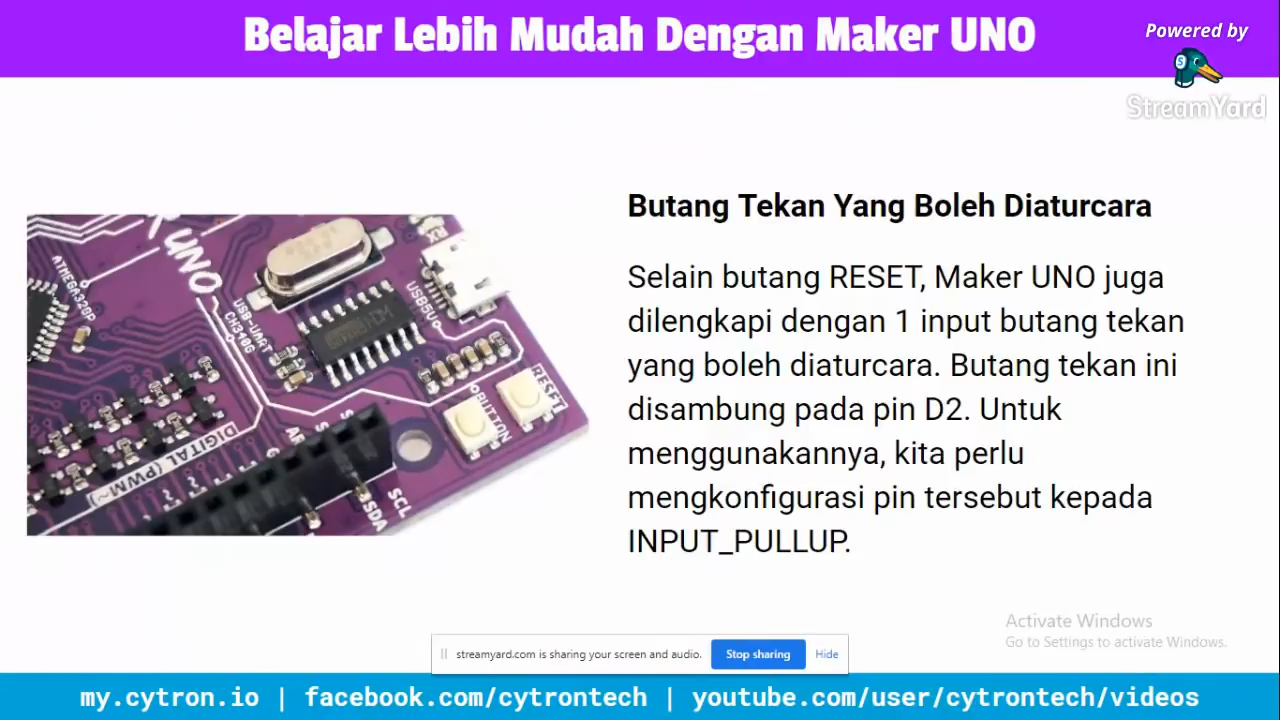 Belajar Lebih Mudah Dengan Maker UNO
Powered by
S
StreamYard
Butang Tekan Yang Boleh Diaturcara
Selain butang RESET, Maker UNO juga
dilengkapi dengan 1 input butang tekan
yang boleh diaturcara. Butang tekan ini
disambung pada pin D2. Untuk
menggunakannya, kita perlu
mengkonfigurasi pin tersebut kepada
INPUT_PULLUP.
R UNO
RX
ATMEGA328P
USB-UART
CH340G
USB5V
RESET
BUTTON
DIGITAL (PWM~)
SCL
SDA
Activate Windows
Go to Settings to activate Windows.
streamyard.com is sharing your screen and audio.
Stop sharing
Hide
my.cytron.io | facebook.com/cytrontech | youtube.com/user/cytrontech/videos